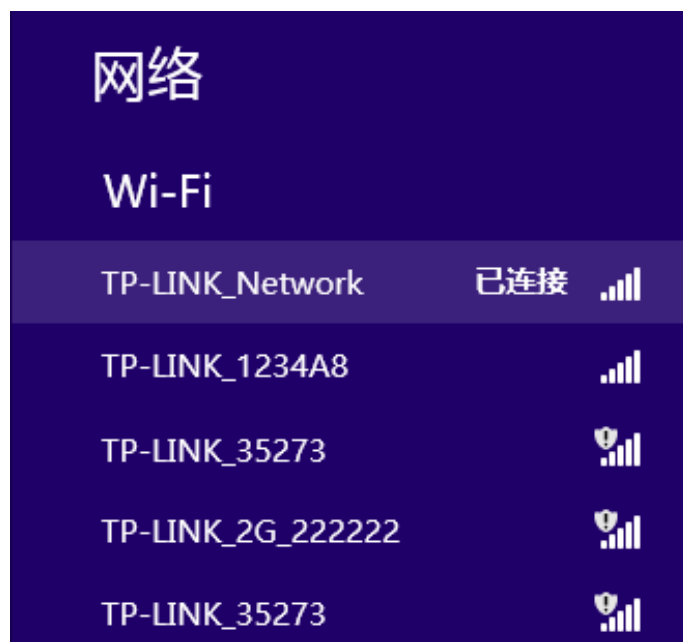 网络
Wi-Fi
TP-LINK_Network 已连接
TP-LINK_1234A8
TP-LINK_35273
TP-LINK_2G_222222
TP-LINK_35273